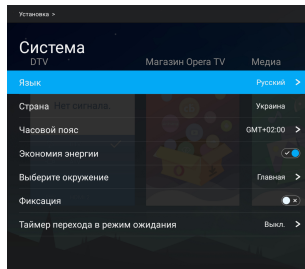 Установка >
Система
DTV Магазин Opera TV Медиа
Язык Русский >
Страна Украина
Нет сигнала
Часовой пояс GMT+02:00 >
Экономия энергии
Выберите окружение Главная >
Фиксация
Таймер перехода в режим ожидания Выкл. >